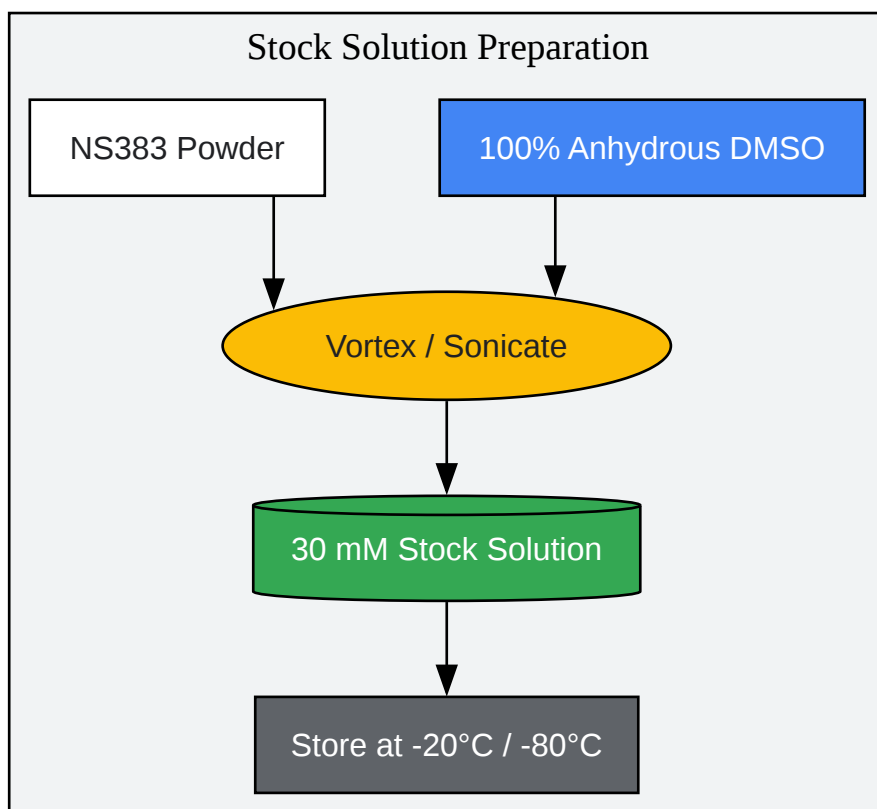 Stock Solution Preparation
NS383 Powder
100% Anhydrous DMSO
Vortex / Sonicate
30 mM Stock Solution
Store at -20°C / -80°C